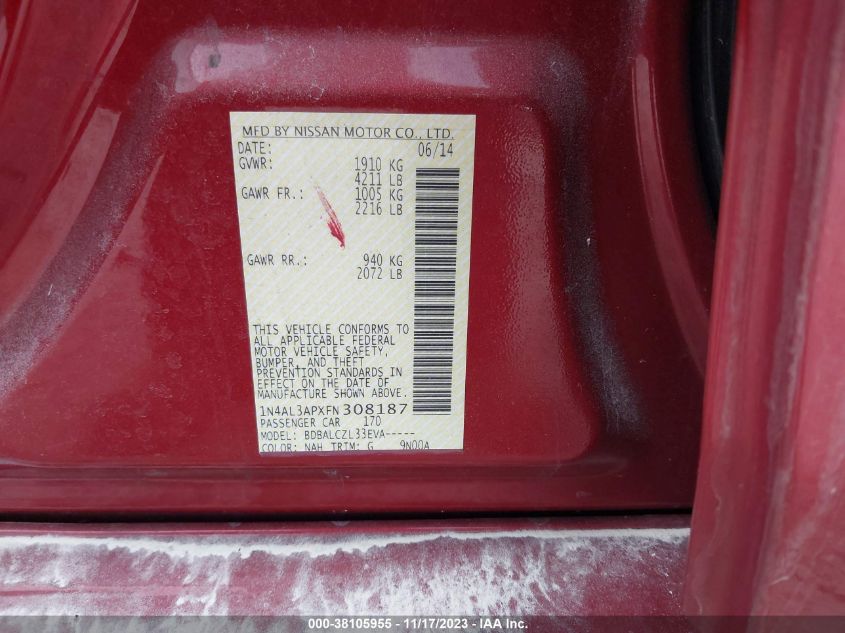 MFD BY NISSAN MOTOR CO., LTD.
DATE: 06/14
GVWR: 1910 KG
4211 LB
GAWR FR.: 1005 KG
2216 LB
GAWR RR.: 940 KG
2072 LB
THIS VEHICLE CONFORMS TO
ALL APPLICABLE FEDERAL
MOTOR VEHICLE SAFETY,
BUMPER, AND THEFT
PREVENTION STANDARDS IN
EFFECT ON THE DATE OF
MANUFACTURE SHOWN ABOVE.
1N4AL3APXFN308187
PASSENGER CAR 170
MODEL: BDBALCZL33EVA-----
COLOR: NAH TRIM: G 9N00A
000-38105955 — 11/17/2023 — IAA Inc.